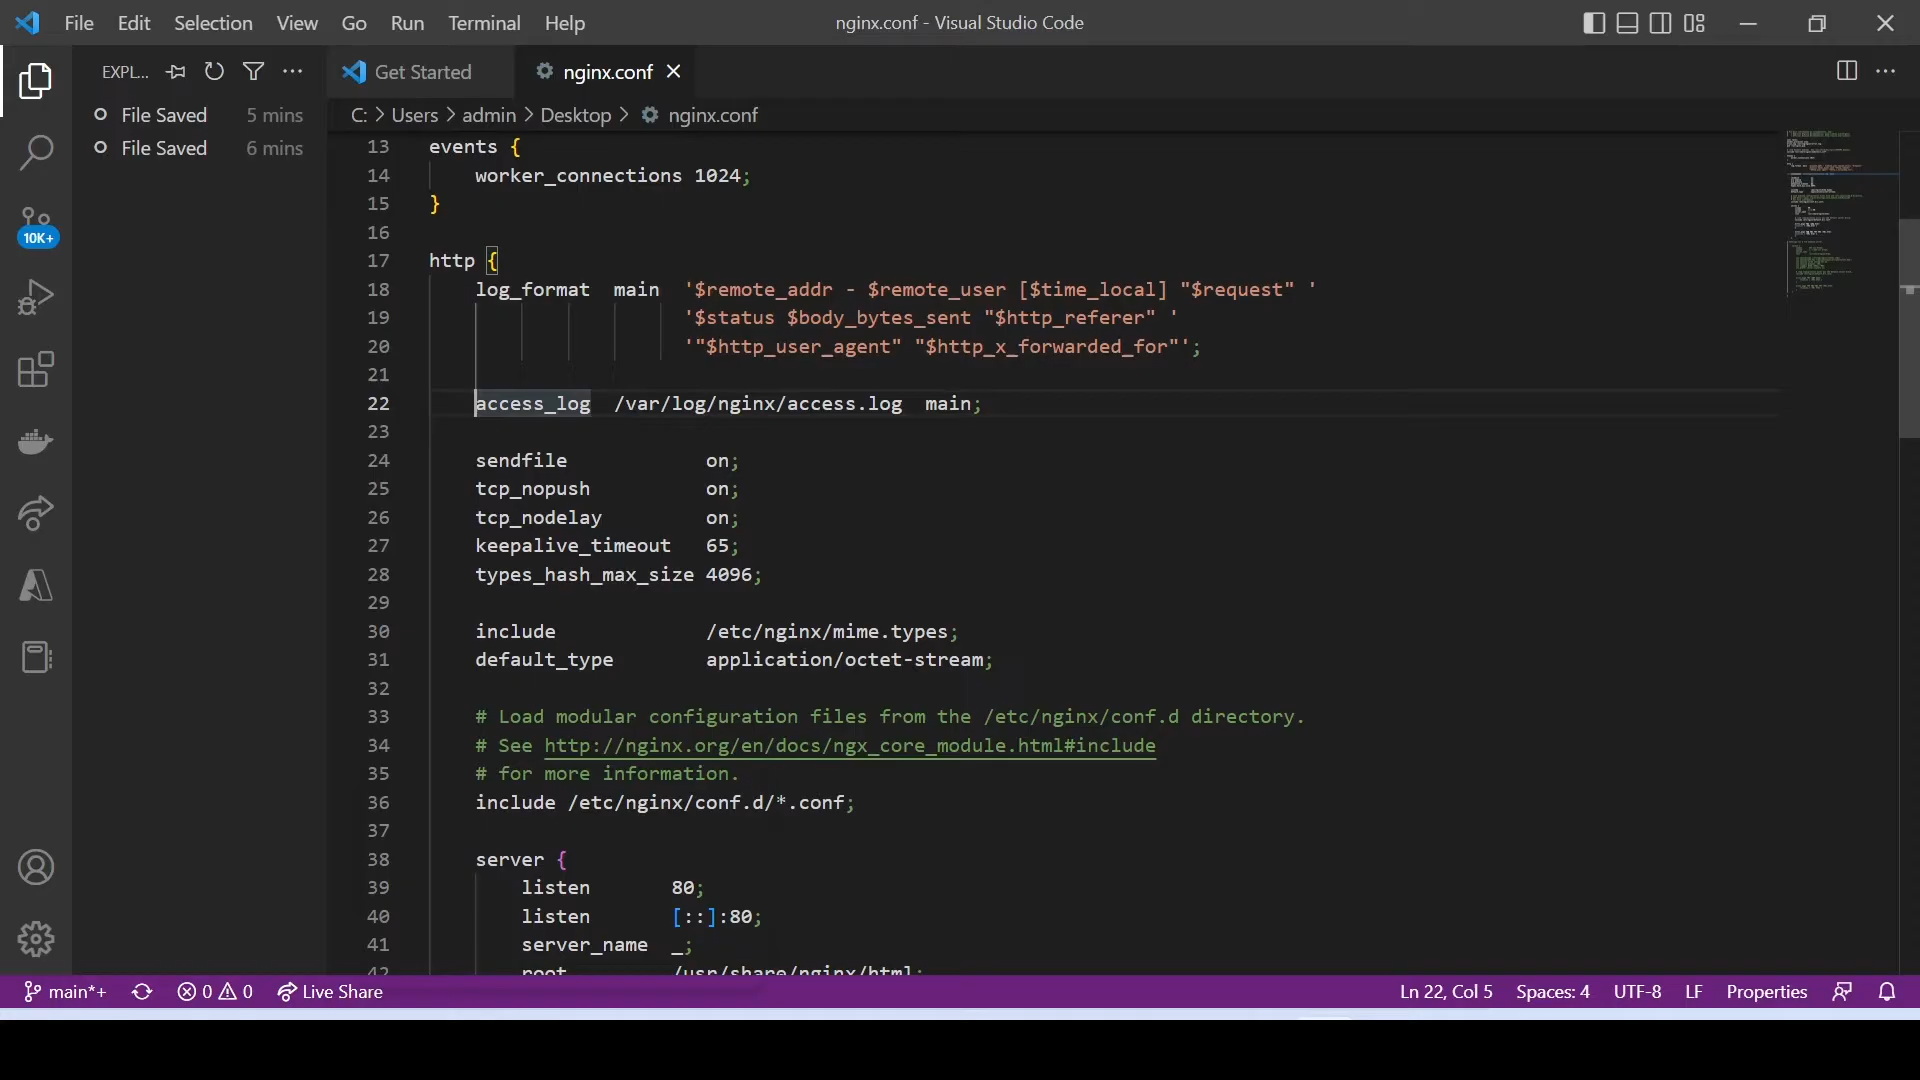 File Edit Selection View Go Run Terminal Help
nginx.conf - Visual Studio Code
EXPL...
Get Started
nginx.conf
File Saved 5 mins
File Saved 6 mins
10K+
C: > Users > admin > Desktop > nginx.conf
13 events {
14 worker_connections 1024;
15 }
16
17 http {
18 log_format  main  '$remote_addr - $remote_user [$time_local] "$request" '
19 '$status $body_bytes_sent "$http_referer" '
20 '"$http_user_agent" "$http_x_forwarded_for"';
21
22 access_log  /var/log/nginx/access.log  main;
23
24 sendfile            on;
25 tcp_nopush          on;
26 tcp_nodelay         on;
27 keepalive_timeout   65;
28 types_hash_max_size 4096;
29
30 include             /etc/nginx/mime.types;
31 default_type        application/octet-stream;
32
33 # Load modular configuration files from the /etc/nginx/conf.d directory.
34 # See http://nginx.org/en/docs/ngx_core_module.html#include
35 # for more information.
36 include /etc/nginx/conf.d/*.conf;
37
38 server {
39 listen       80;
40 listen       [::]:80;
41 server_name  _;
42 root         /usr/share/nginx/html;
main*+ 0 0 Live Share
Ln 22, Col 5 Spaces: 4 UTF-8 LF Properties